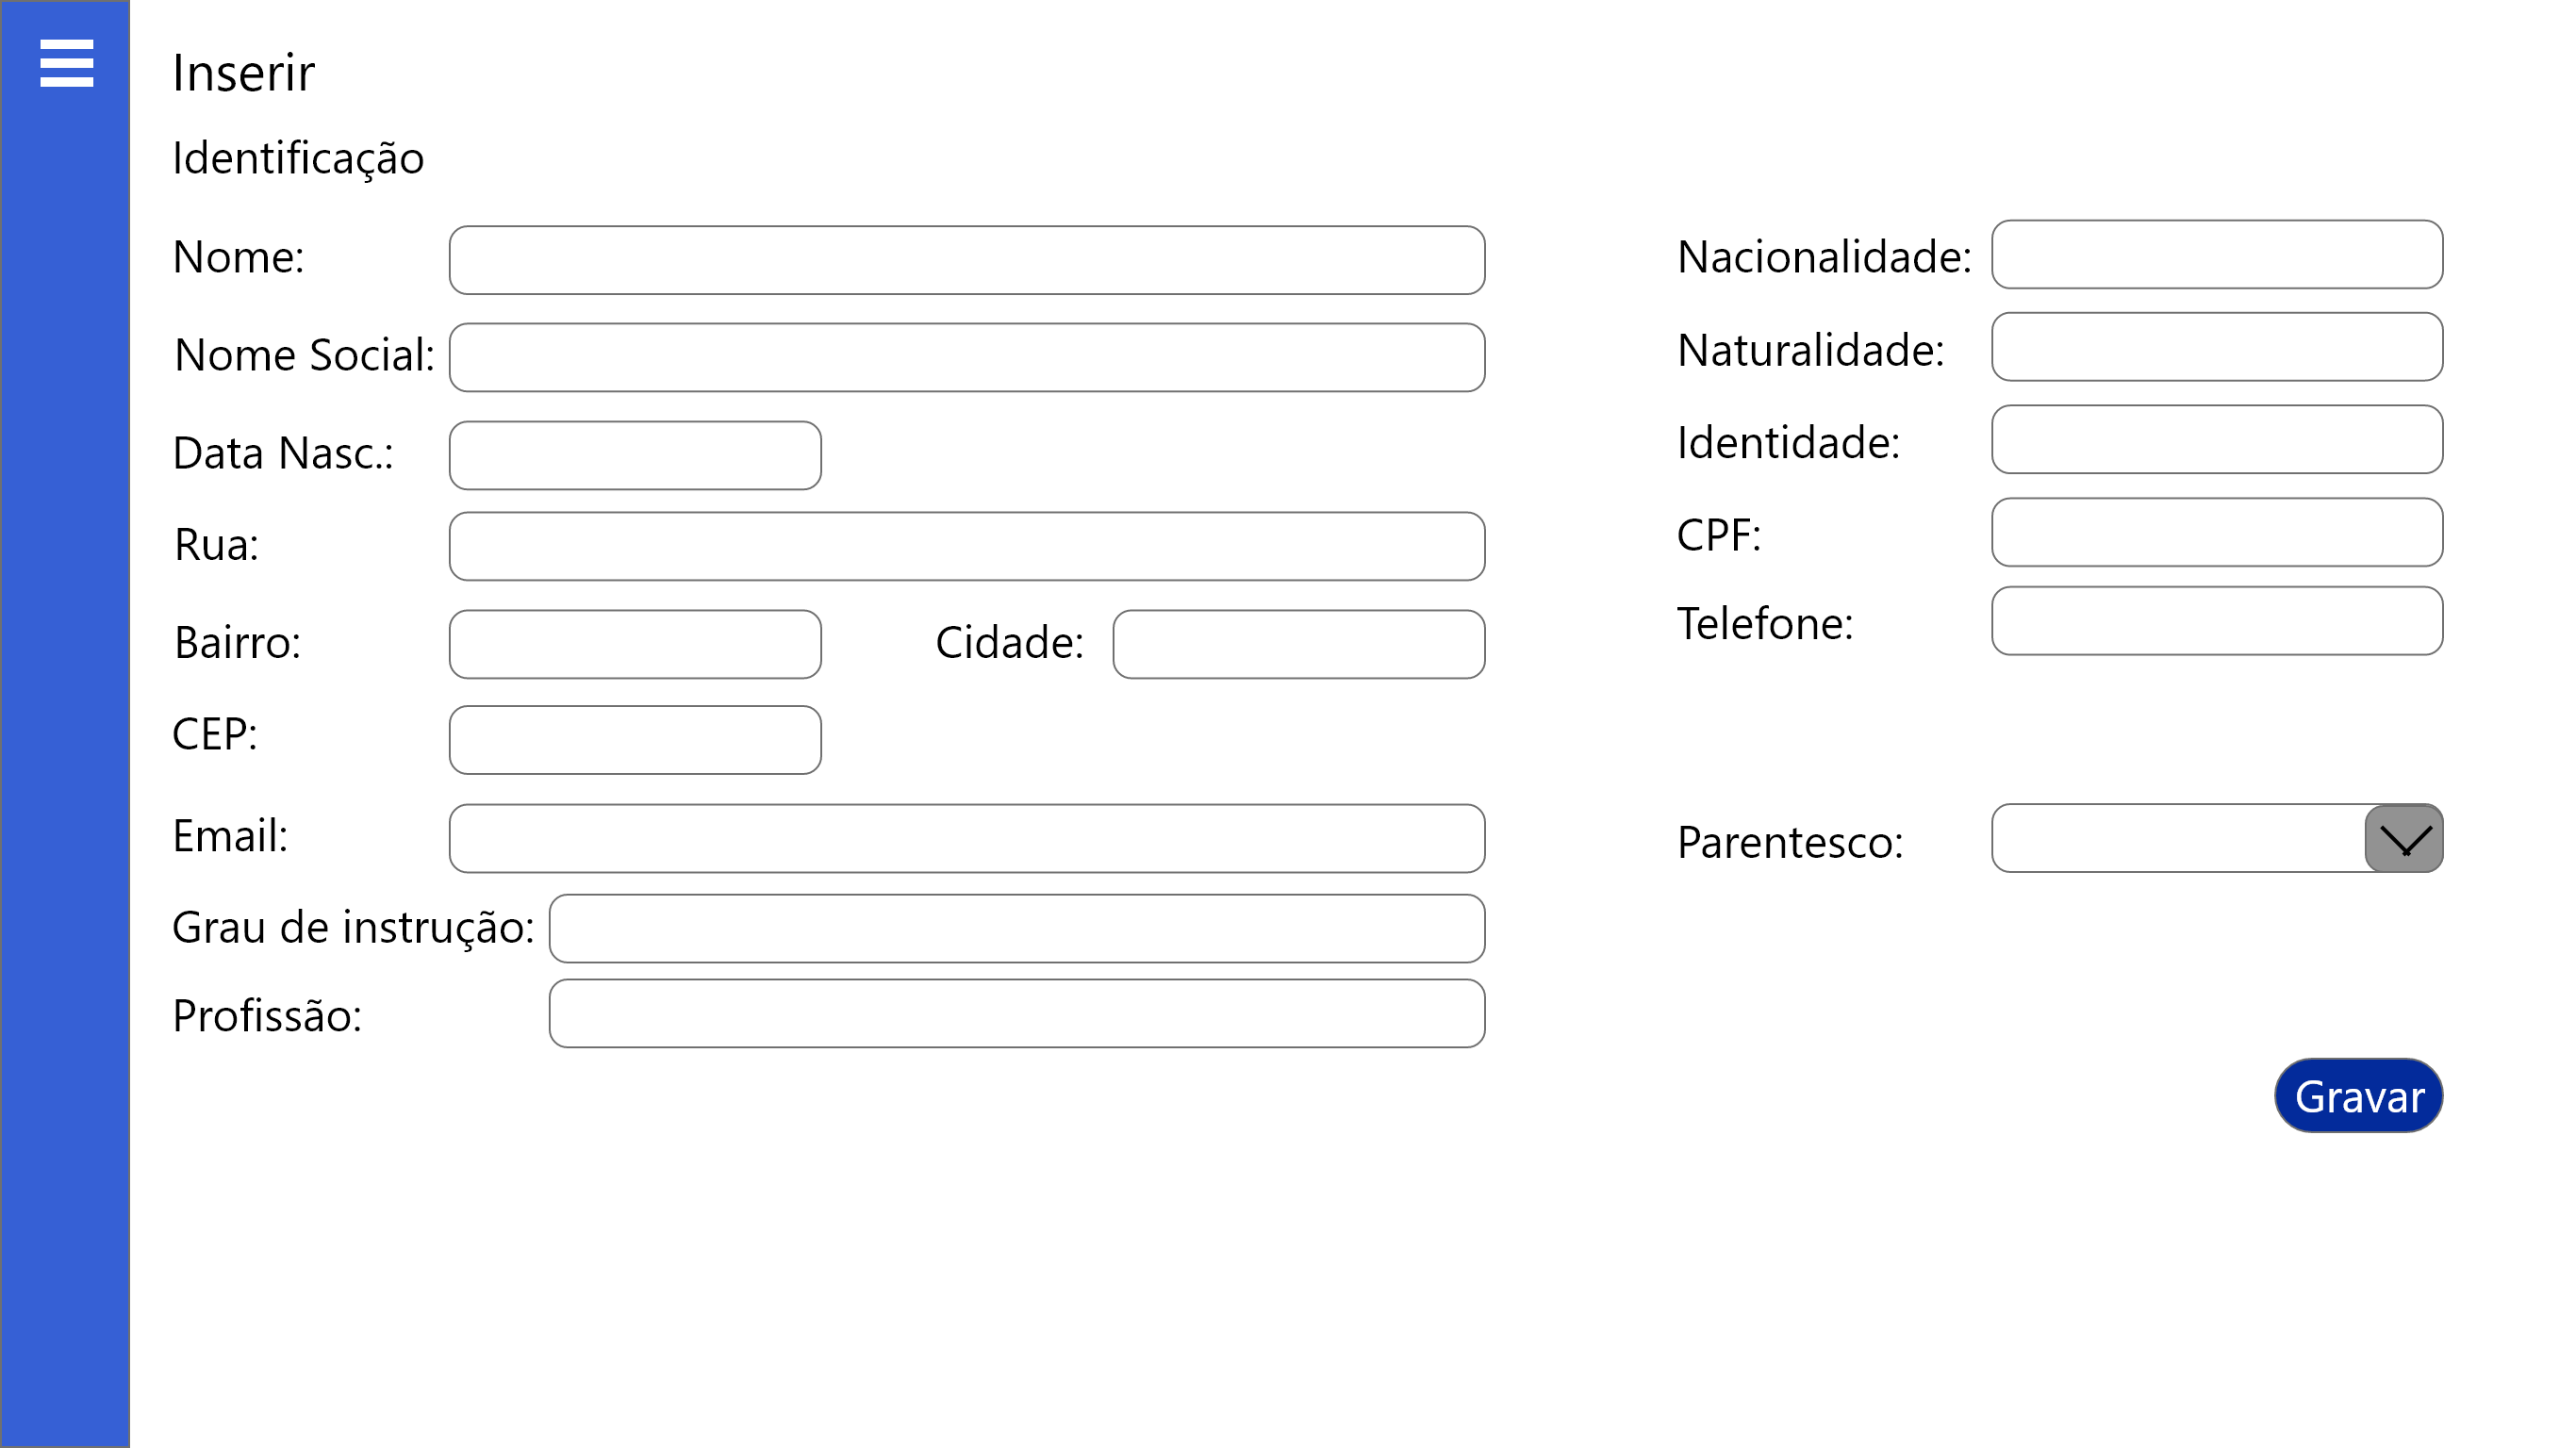 Inserir
Identificação
Nome:
Nome Social:
Data Nasc.:
Rua:
Bairro:
Cidade:
CEP:
Email:
Grau de instrução:
Profissão:
Nacionalidade:
Naturalidade:
Identidade:
CPF:
Telefone:
Parentesco:
Gravar